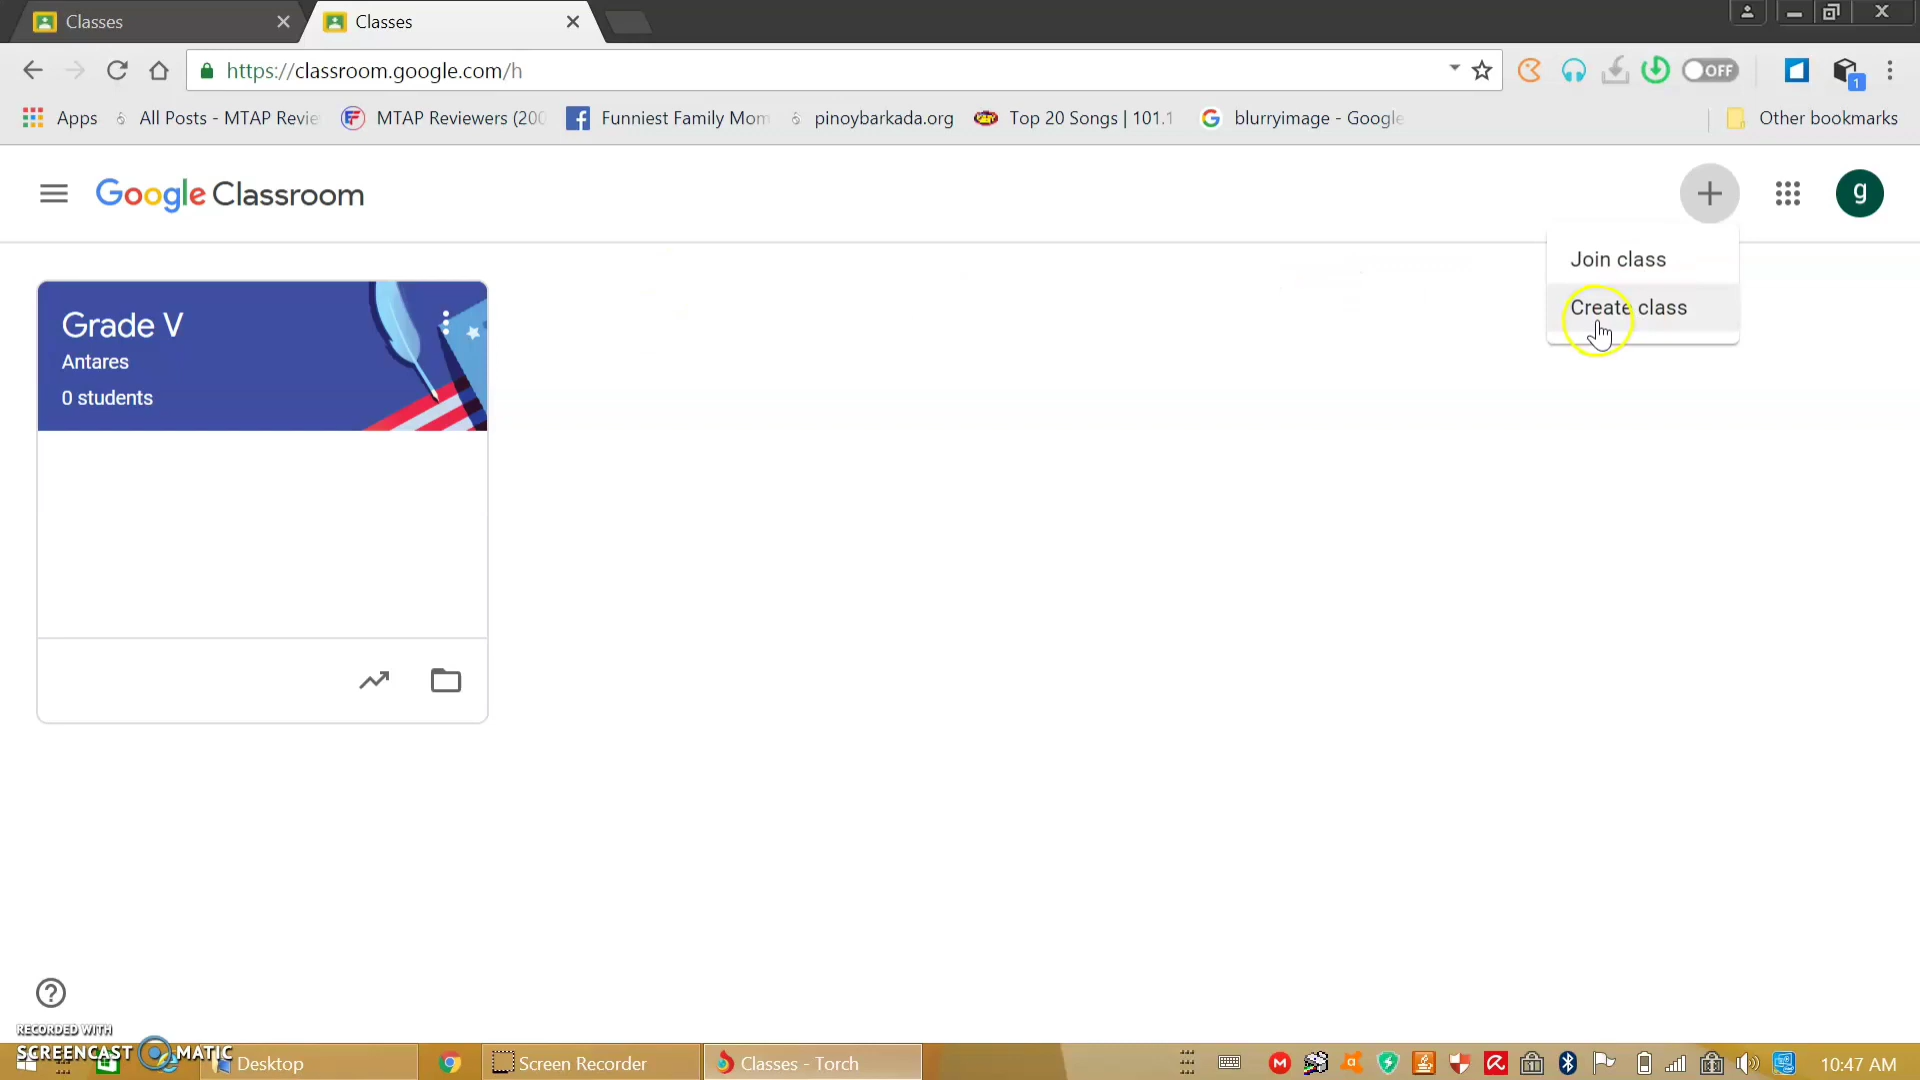 Classes
Classes
https://classroom.google.com/h
OFF
1
Apps
All Posts - MTAP Revie
MTAP Reviewers (200
Funniest Family Mom
pinoybarkada.org
Top 20 Songs | 101.1
blurryimage - Google
Other bookmarks
Google Classroom
g
Join class
Create class
Grade V
Antares
0 students
RECORDED WITH
SCREENCAST MATIC
Desktop
Screen Recorder
Classes - Torch
10:47 AM